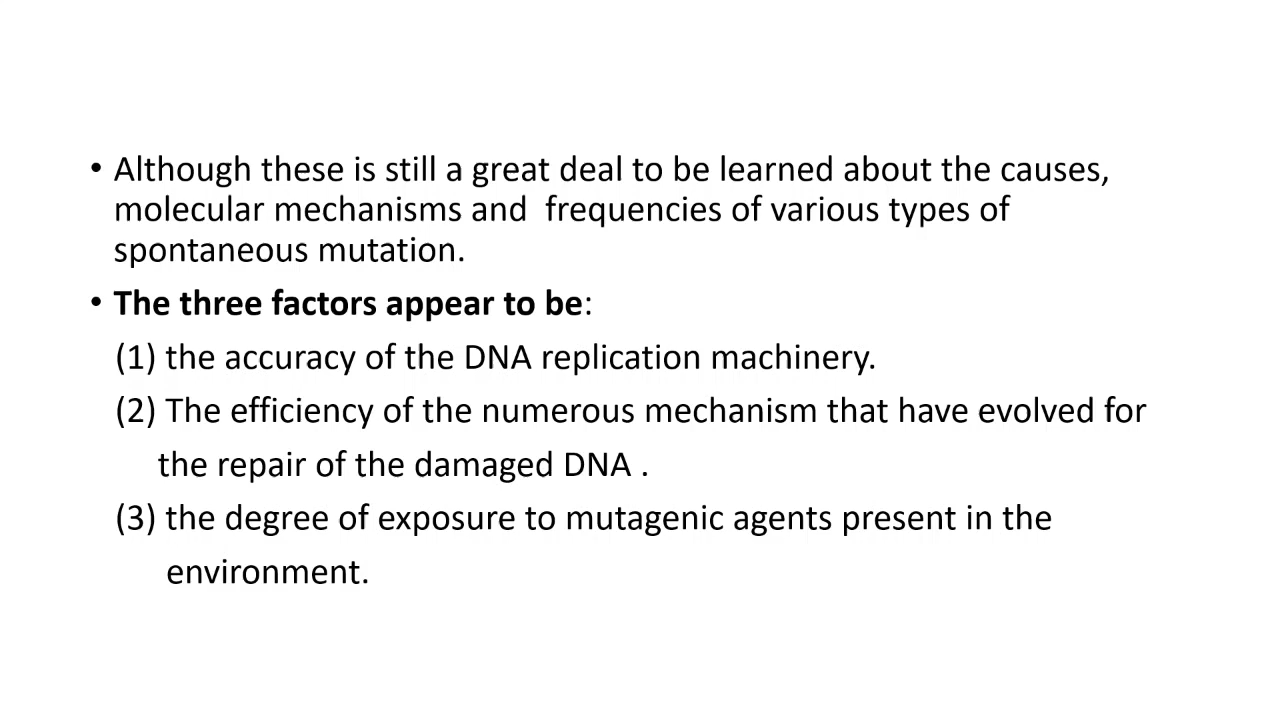 • Although these is still a great deal to be learned about the causes,
molecular mechanisms and  frequencies of various types of
spontaneous mutation.
• The three factors appear to be:
(1) the accuracy of the DNA replication machinery.
(2) The efficiency of the numerous mechanism that have evolved for
the repair of the damaged DNA .
(3) the degree of exposure to mutagenic agents present in the
environment.